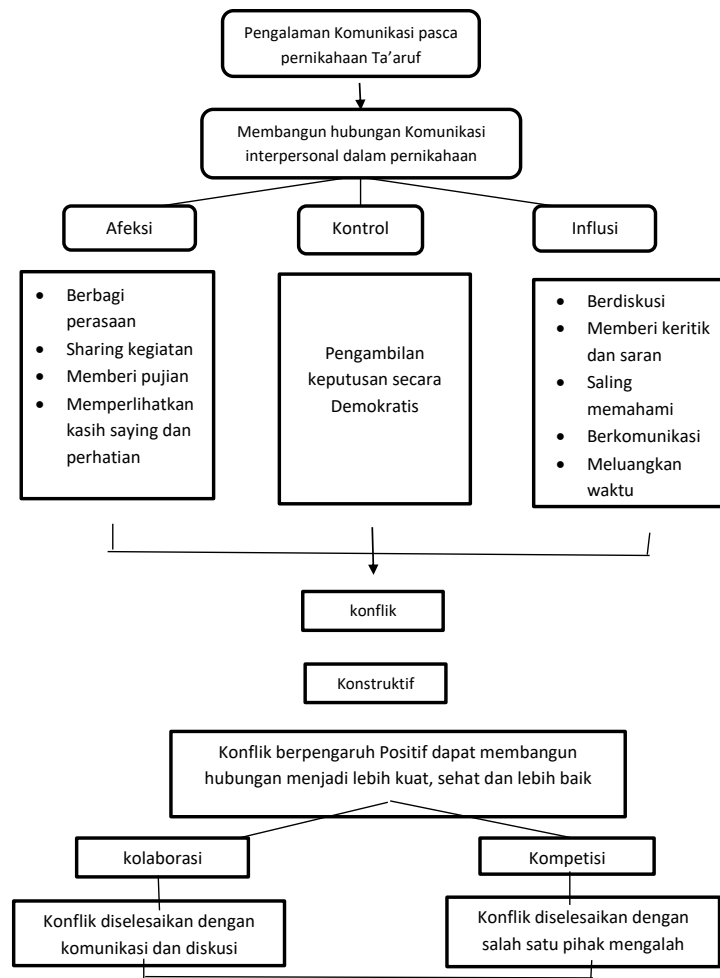 Pengalaman Komunikasi pasca
pernikahaan Ta'aruf
Membangun hubungan Komunikasi
interpersonal dalam pernikahaan
Afeksi
Kontrol
Influsi
• Berbagi
perasaan
• Sharing kegiatan
• Memberi pujian
• Memperlihatkan
kasih saying dan
perhatian
Pengambilan
keputusan secara
Demokratis
• Berdiskusi
• Memberi keritik
dan saran
• Saling
memahami
• Berkomunikasi
• Meluangkan
waktu
konflik
Konstruktif
Konflik berpengaruh Positif dapat membangun
hubungan menjadi lebih kuat, sehat dan lebih baik
kolaborasi
Kompetisi
Konflik diselesaikan dengan
komunikasi dan diskusi
Konflik diselesaikan dengan
salah satu pihak mengalah